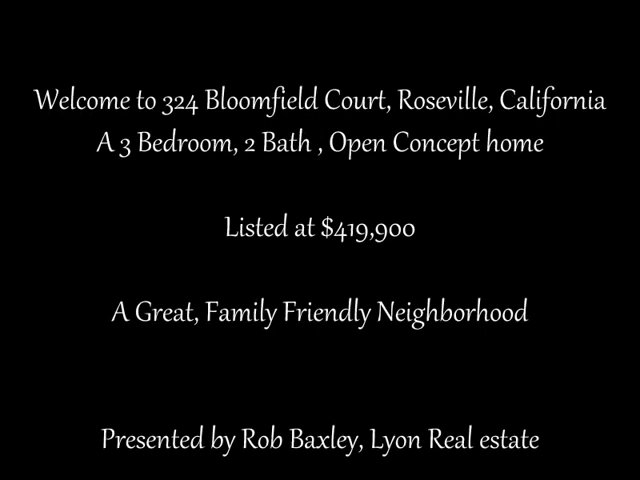 Welcome to 324 Bloomfield Court, Roseville, California
A 3 Bedroom, 2 Bath , Open Concept home
Listed at $419,900
A Great, Family Friendly Neighborhood
Presented by Rob Baxley, Lyon Real estate